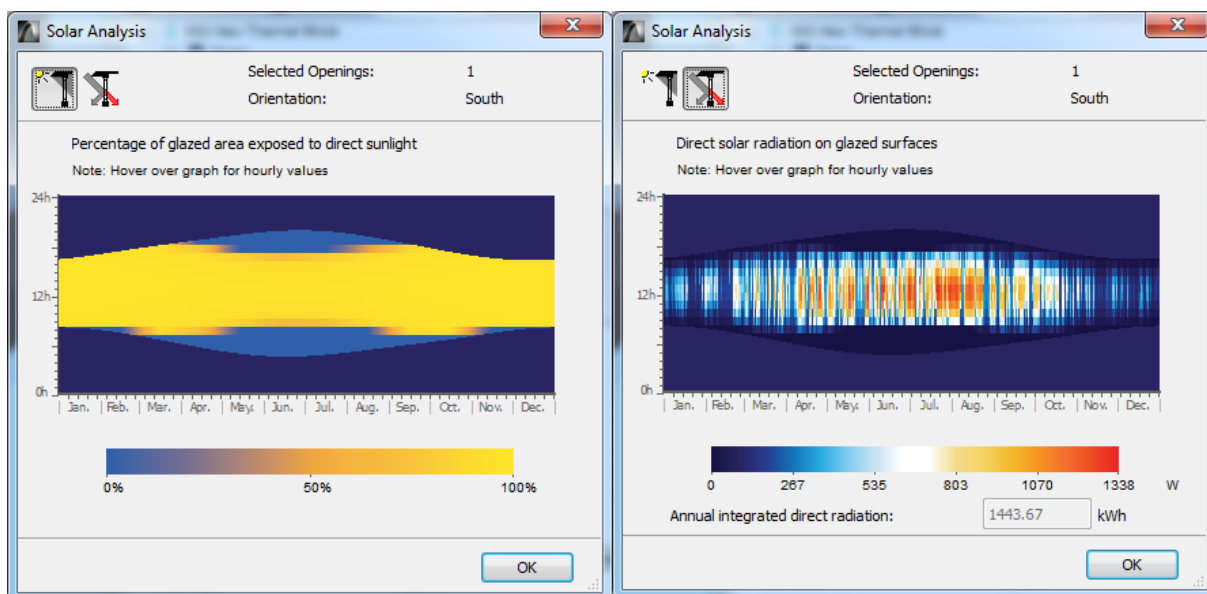 Solar Analysis
Selected Openings: 1
Orientation: South
Percentage of glazed area exposed to direct sunlight
Note: Hover over graph for hourly values
24h
12h
0h
Jan. Feb. Mar. Apr. May. Jun. Jul. Aug. Sep. Oct. Nov. Dec.
0% 50% 100%
OK
Solar Analysis
Selected Openings: 1
Orientation: South
Direct solar radiation on glazed surfaces
Note: Hover over graph for hourly values
24h
12h
0h
Jan. Feb. Mar. Apr. May. Jun. Jul. Aug. Sep. Oct. Nov. Dec.
0 267 535 803 1070 1338 W
Annual integrated direct radiation: 1443.67 kWh
OK